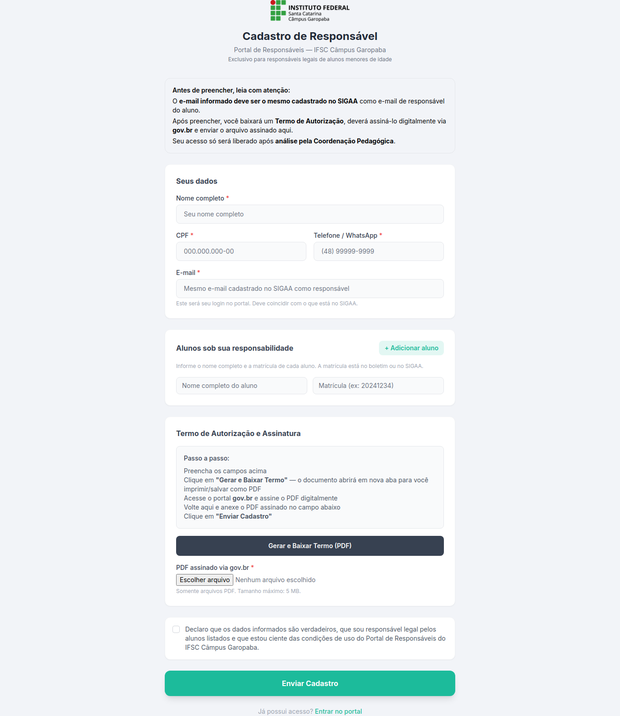 INSTITUTO FEDERAL
Santa Catarina
Câmpus Garopaba
Cadastro de Responsável
Portal de Responsáveis — IFSC Câmpus Garopaba
Exclusivo para responsáveis legais de alunos menores de idade
Antes de preencher, leia com atenção:
O e-mail informado deve ser o mesmo cadastrado no SIGAA como e-mail de responsável
do aluno.
Após preencher, você baixará um Termo de Autorização, deverá assiná-lo digitalmente via
gov.br e enviar o arquivo assinado aqui.
Seu acesso só será liberado após análise pela Coordenação Pedagógica.
Seus dados
Nome completo *
Seu nome completo
CPF * Telefone / WhatsApp *
000.000.000-00 (48) 99999-9999
E-mail *
Mesmo e-mail cadastrado no SIGAA como responsável
Este será seu login no portal. Deve coincidir com o que está no SIGAA.
Alunos sob sua responsabilidade + Adicionar aluno
Informe o nome completo e a matrícula de cada aluno. A matrícula está no boletim ou no SIGAA.
Nome completo do aluno Matrícula (ex: 20241234)
Termo de Autorização e Assinatura
Passo a passo:
Preencha os campos acima
Clique em "Gerar e Baixar Termo" — o documento abrirá em nova aba para você
imprimir/salvar como PDF
Acesse o portal gov.br e assine o PDF digitalmente
Volte aqui e anexe o PDF assinado no campo abaixo
Clique em "Enviar Cadastro"
Gerar e Baixar Termo (PDF)
PDF assinado via gov.br *
Escolher arquivo Nenhum arquivo escolhido
Somente arquivos PDF. Tamanho máximo: 5 MB.
Declaro que os dados informados são verdadeiros, que sou responsável legal pelos
alunos listados e que estou ciente das condições de uso do Portal de Responsáveis do
IFSC Câmpus Garopaba.
Enviar Cadastro
Já possui acesso? Entrar no portal